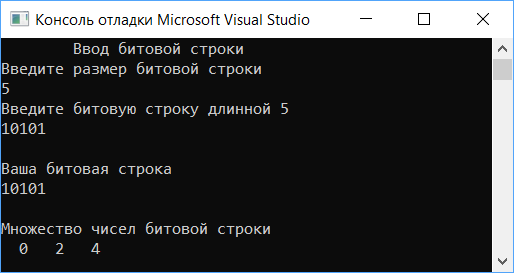 Консоль отладки Microsoft Visual Studio
Ввод битовой строки
Введите размер битовой строки
5
Введите битовую строку длинной 5
10101
Ваша битовая строка
10101
Множество чисел битовой строки
0 2 4